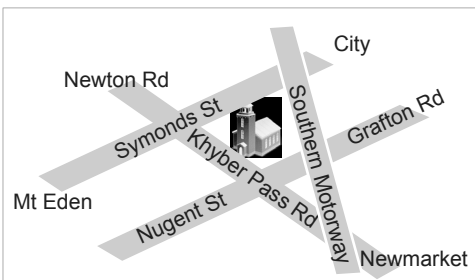 City
Newton Rd
Symonds St
Southern Motorway
Grafton Rd
Khyber Pass Rd
Mt Eden
Nugent St
Newmarket